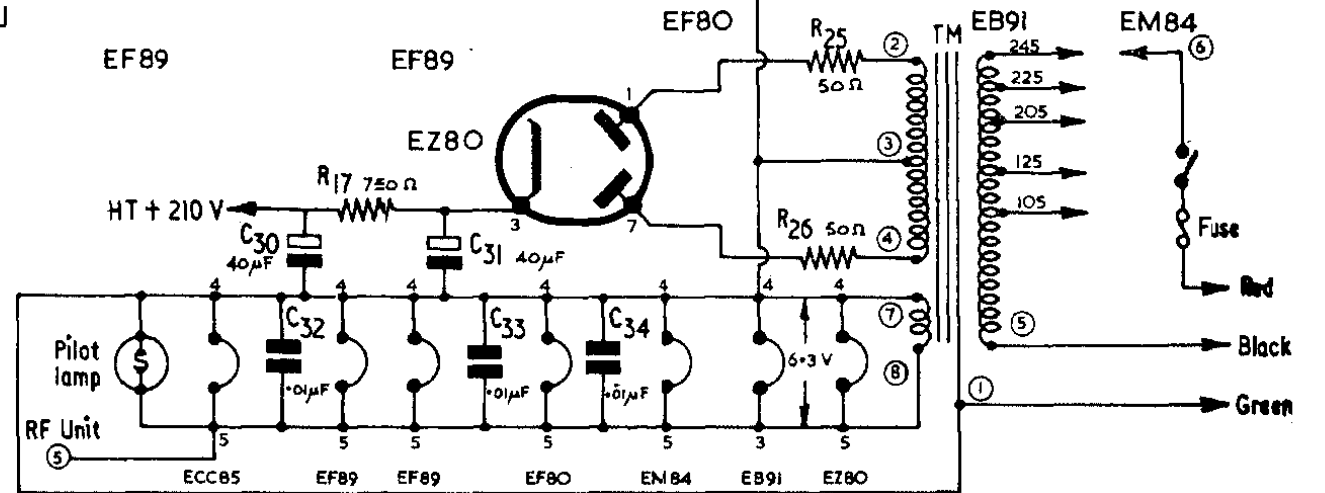 EF89
EF89
EF80
TM
EB91
EM84
R25
50Ω
2
245
6
225
205
3
125
105
1
EZ80
R17 750Ω
HT + 210 V
3
7
R26 50Ω
4
Fuse
C30
40µF
C31 40µF
Red
4
4
4
4
4
4
4
C32
C33
C34
7
5
Black
Pilot
lamp
S
·01µF
·01µF
·01µF
6·3 V
8
1
Green
RF Unit
5
5
5
5
5
5
3
5
ECC85
EF89
EF89
EF80
EM84
EB91
EZ80